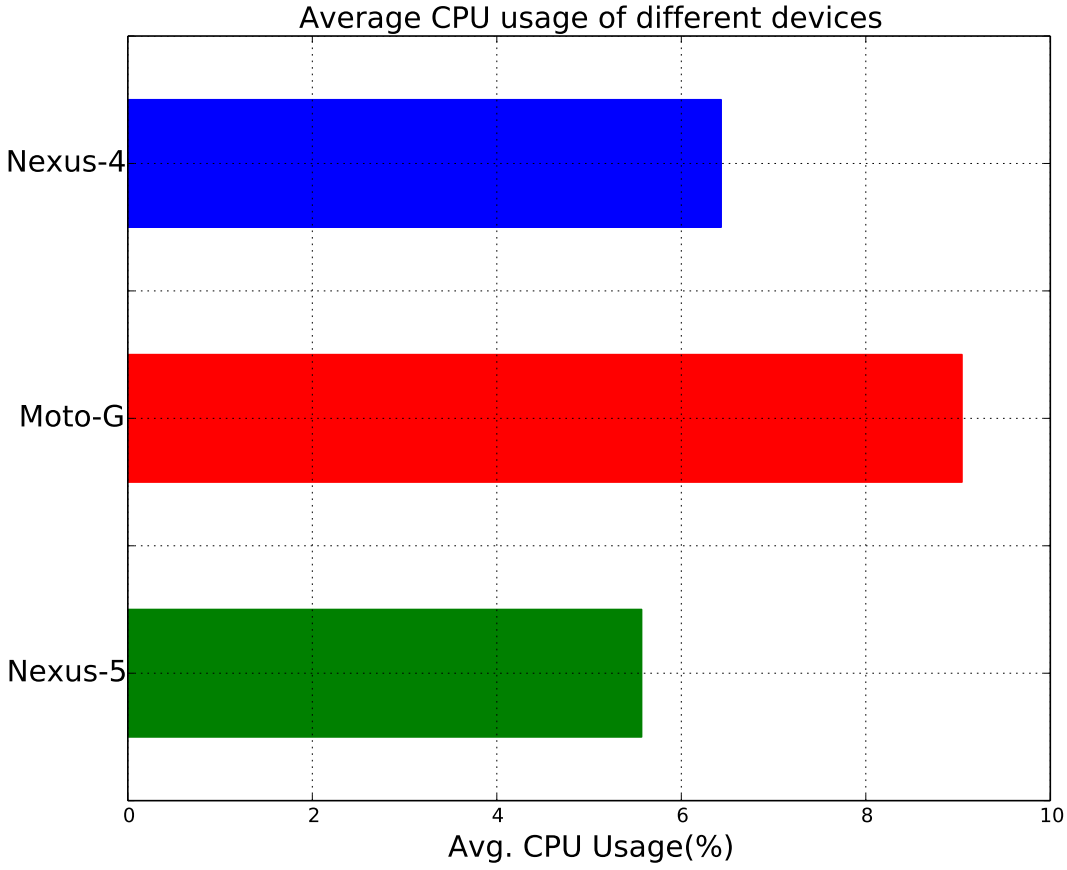 Average CPU usage of different devices
Nexus-4
Moto-G
Nexus-5
0 2 4 6 8 10
Avg. CPU Usage(%)